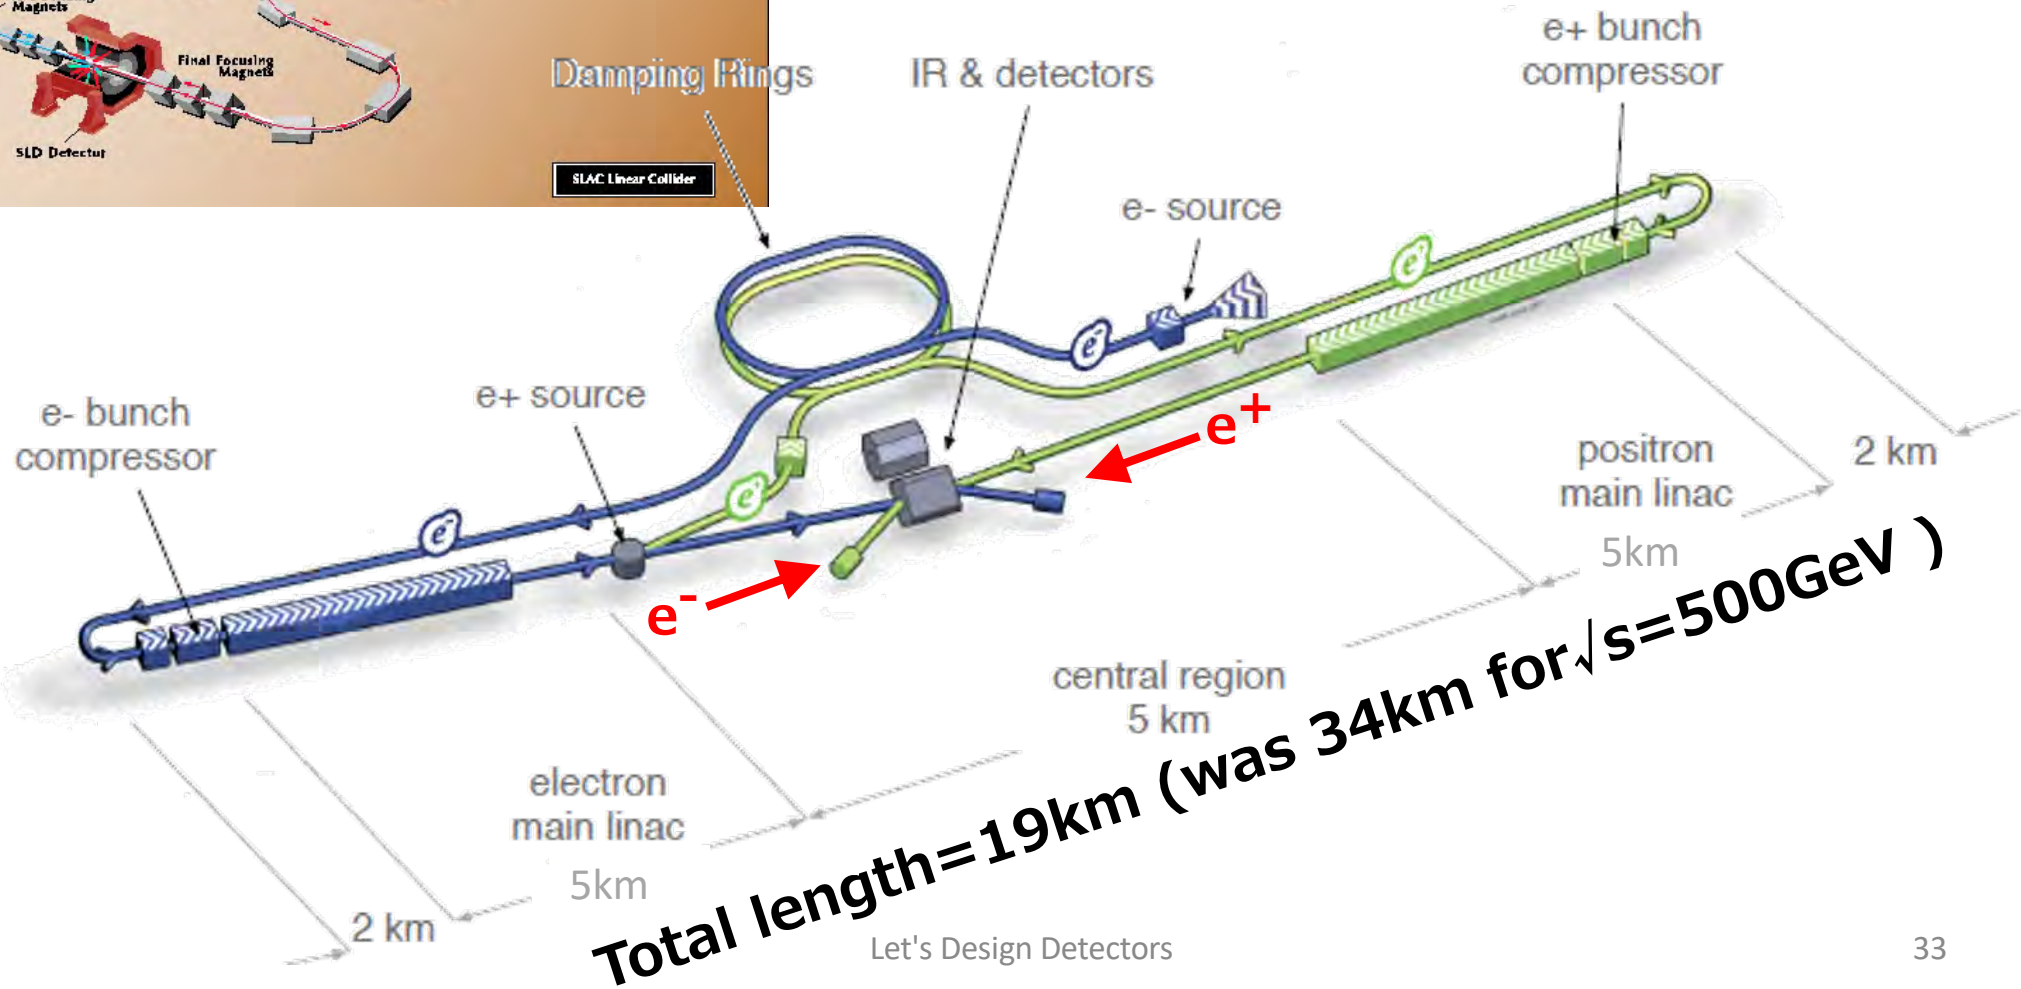 Magnets
Final Focusing
Magnets
SLD Detector
SLAC Linear Collider
Damping Rings
IR & detectors
e+ bunch
compressor
e- source
e+
e-
e+ source
e- bunch
compressor
e+
e-
e+
e-
positron
main linac
5km
2 km
central region
5 km
electron
main linac
5km
2 km
Total length=19km (was 34km for√s=500GeV )
Let's Design Detectors
33